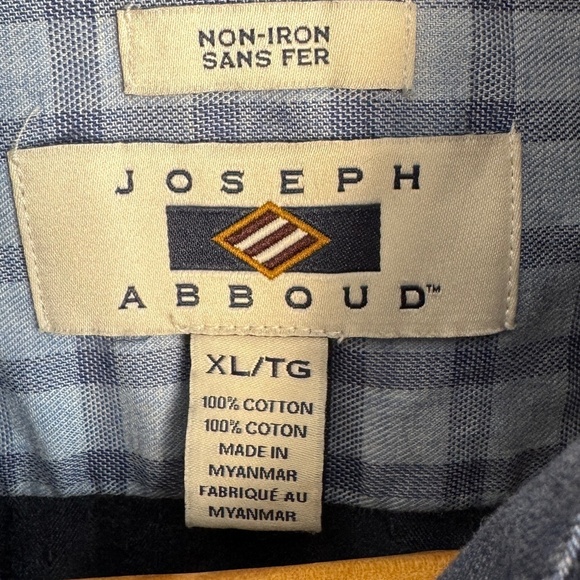 NON-IRON
SANS FER
JOSEPH
ABBOUD™
XL/TG
100% COTTON
100% COTON
MADE IN
MYANMAR
FABRIQUÉ AU
MYANMAR